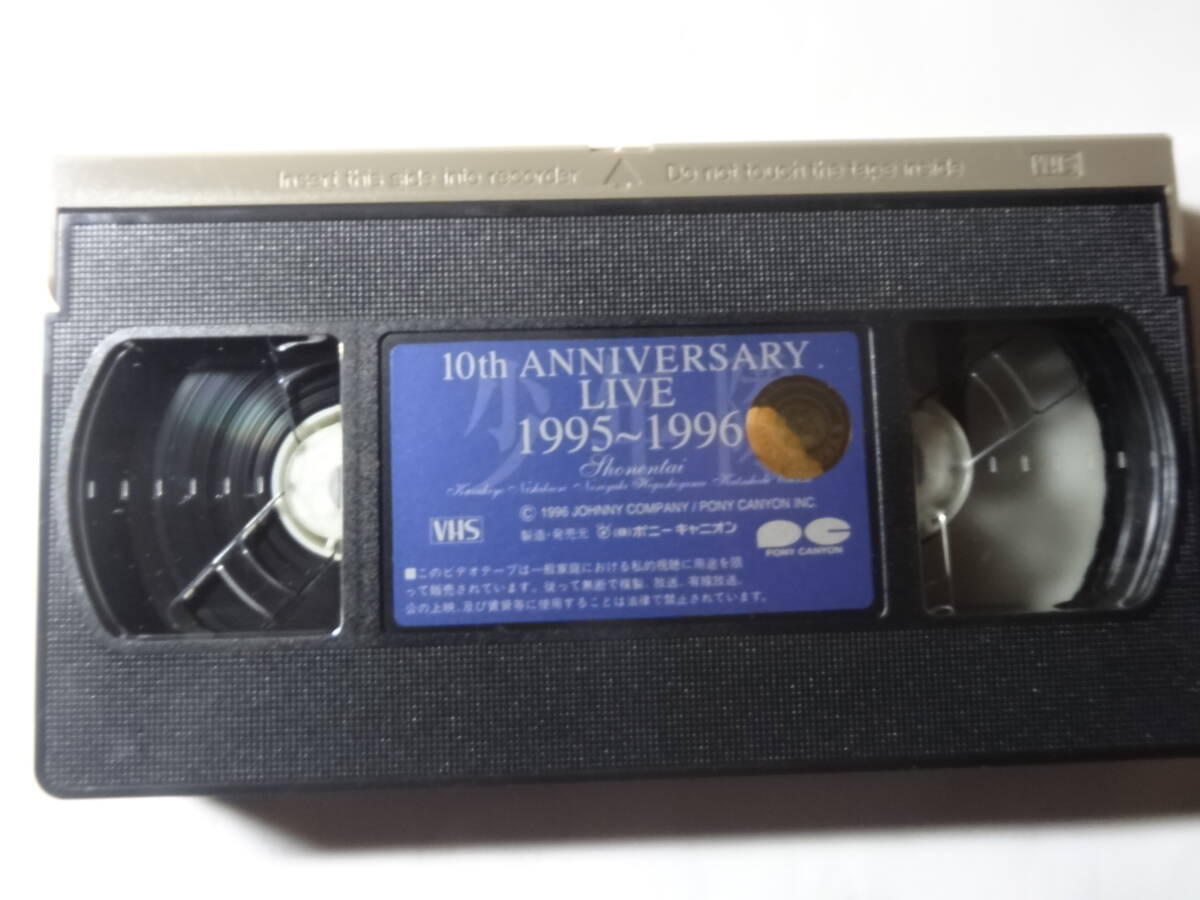 Insert this side into recorder △ Do not touch the tape inside VHS
10th ANNIVERSARY
LIVE
1995~1996
少年隊
Shonentai
© 1996 JOHNNY COMPANY / PONY CANYON INC.
VHS 製造・発売元 (株)ポニーキャニオン
PONY CANYON
■このビデオテープは一般家庭における私的視聴に用途を限
って販売されています。従って無断で複製、放送、有線放送、
公の上映、及び賃貸等に使用することは法律で禁止されています。